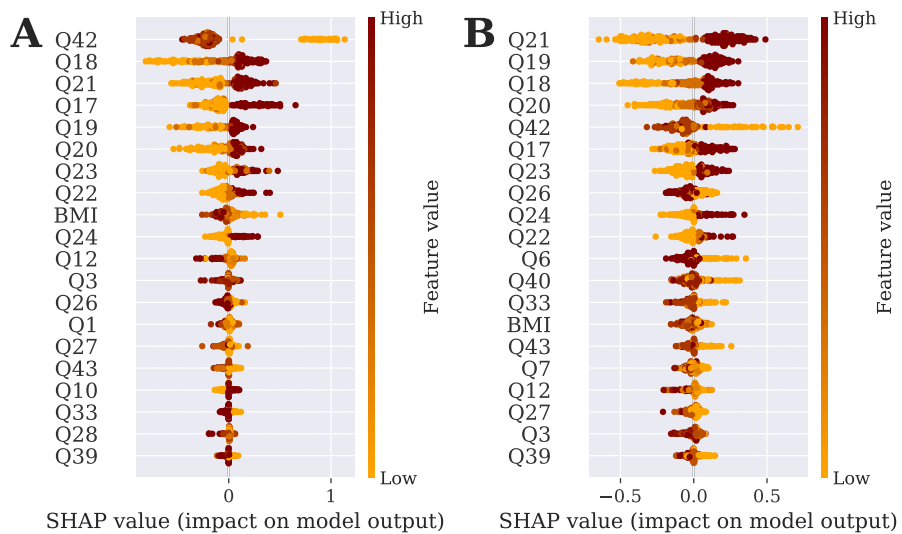 A
Q42
Q18
Q21
Q17
Q19
Q20
Q23
Q22
BMI
Q24
Q12
Q3
Q26
Q1
Q27
Q43
Q10
Q33
Q28
Q39
0
1
SHAP value (impact on model output)
High
Feature value
Low
B
Q21
Q19
Q18
Q20
Q42
Q17
Q23
Q26
Q24
Q22
Q6
Q40
Q33
BMI
Q43
Q7
Q12
Q27
Q3
Q39
−0.5
0.0
0.5
SHAP value (impact on model output)
High
Feature value
Low